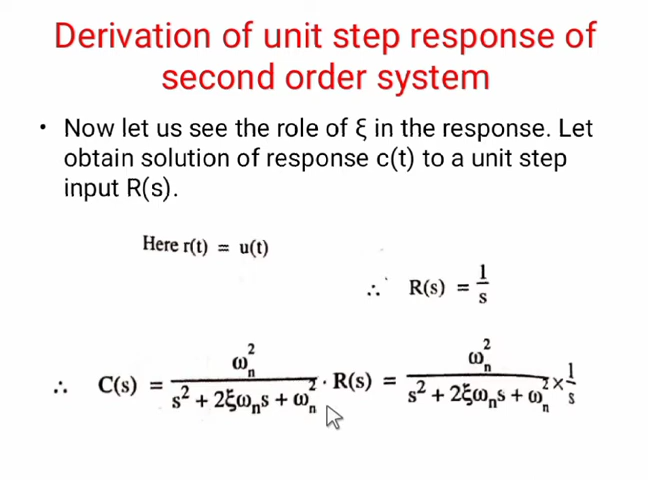 Derivation of unit step response of
second order system
• Now let us see the role of ξ in the response. Let
obtain solution of response c(t) to a unit step
input R(s).
Here r(t) = u(t)
∴ R(s) = 1/s
∴ C(s) = ωn²/(s² + 2ξωns + ωn²) · R(s) = ωn²/(s² + 2ξωns + ωn²) × 1/s